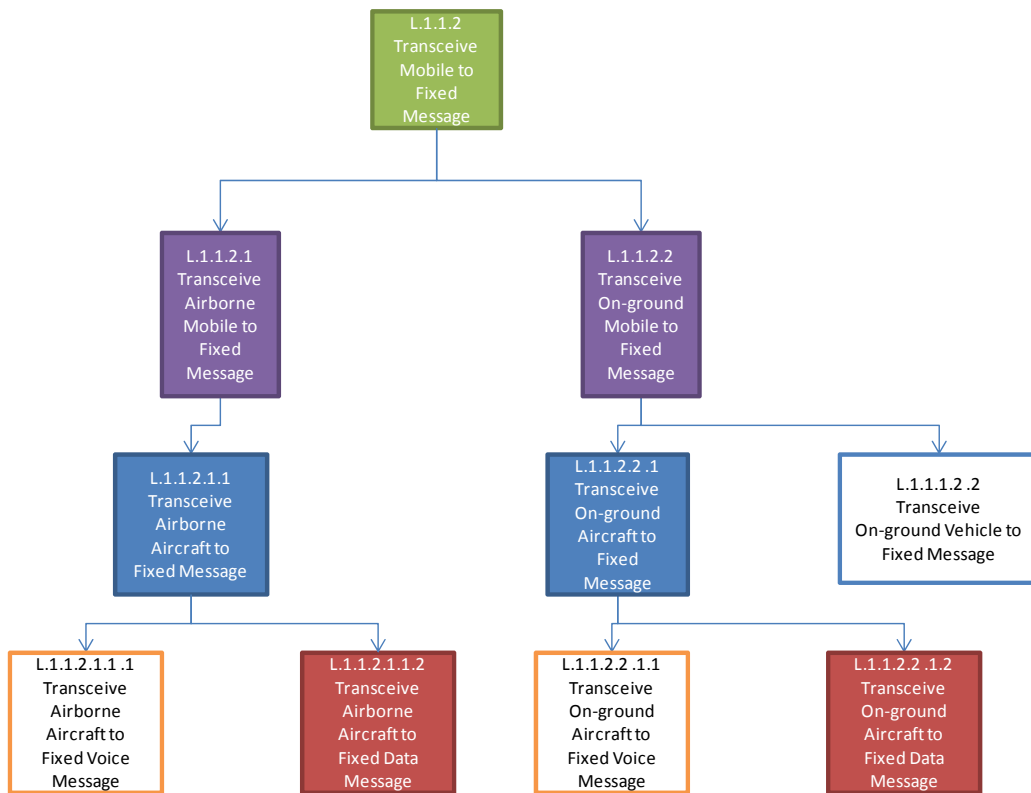 L.1.1.2
Transceive
Mobile to
Fixed
Message
L.1.1.2.1
Transceive
Airborne
Mobile to
Fixed
Message
L.1.1.2.2
Transceive
On-ground
Mobile to
Fixed
Message
L.1.1.2.1.1
Transceive
Airborne
Aircraft to
Fixed Message
L.1.1.2.2 .1
Transceive
On-ground
Aircraft to
Fixed
Message
L.1.1.1.2 .2
Transceive
On-ground Vehicle to
Fixed Message
L.1.1.2.1.1 .1
Transceive
Airborne
Aircraft to
Fixed Voice
Message
L.1.1.2.1.1.2
Transceive
Airborne
Aircraft to
Fixed Data
Message
L.1.1.2.2 .1.1
Transceive
On-ground
Aircraft to
Fixed Voice
Message
L.1.1.2.2 .1.2
Transceive
On-ground
Aircraft to
Fixed Data
Message